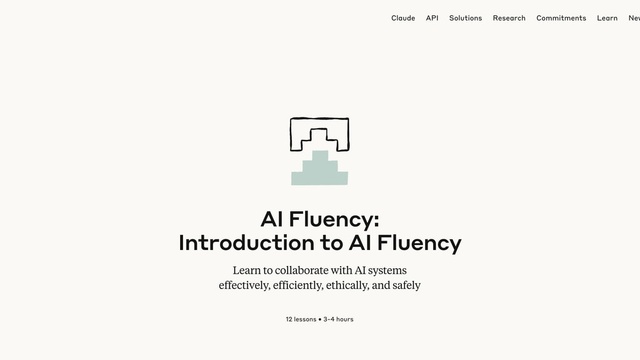 Claude API Solutions Research Commitments Learn
AI Fluency:
Introduction to AI Fluency
Learn to collaborate with AI systems
effectively, efficiently, ethically, and safely
12 lessons • 3-4 hours